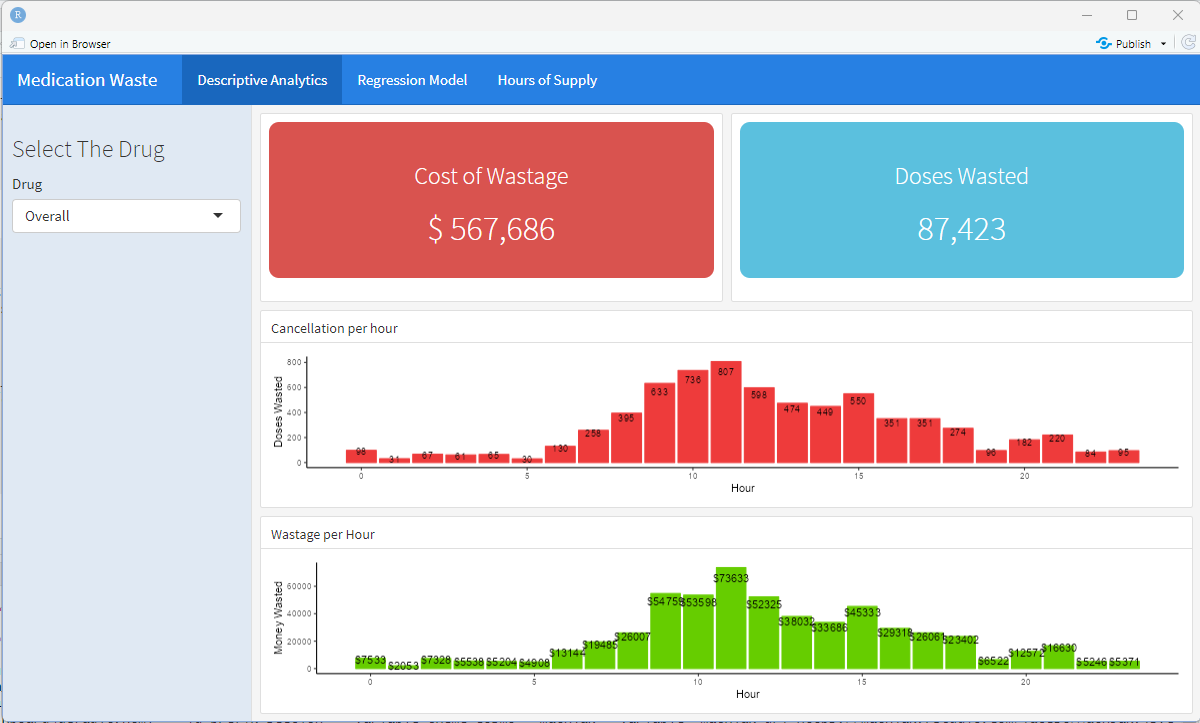 R
Open in Browser
Publish
Medication Waste
Descriptive Analytics
Regression Model
Hours of Supply
Select The Drug
Drug
Overall
Cost of Wastage
$ 567,686
Doses Wasted
87,423
Cancellation per hour
Doses Wasted
800
600
400
200
0
98 31 67 61 65 30 130 256 395 633 736 807 598 474 449 550 351 351 274 96 182 220 84 95
0 5 10 15 20
Hour
Wastage per Hour
Money Wasted
60000
40000
20000
0
$7533 $2053 $7328 $5538 $5204 $4908 $13144 $19485 $26007 $54759 $53598 $73633 $52325 $38032 $33686 $45333 $29318 $26061 $23402 $6522 $12572 $16630 $5246 $5371
0 5 10 15 20
Hour